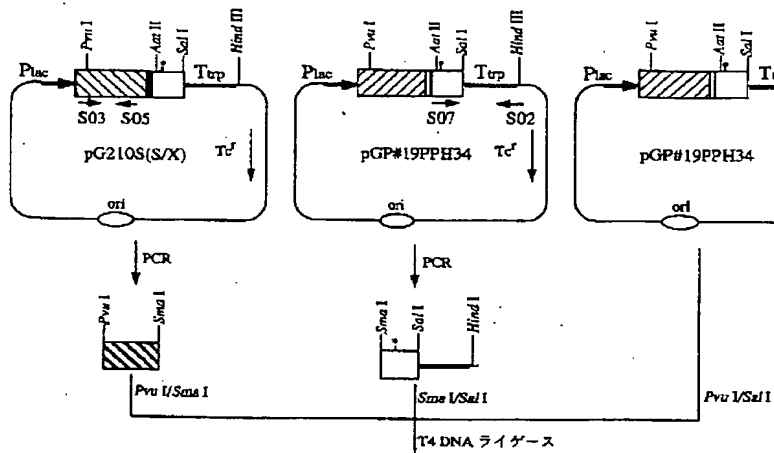 Pvu I Aat II Sal I Hind III
Plac Ttrp
S03 S05
Tcʳ
pG210S(S/X)
ori
PCR
Pvu I Sma I
Pvu I/Sma I
Pvu I Aat II Sal I Hind III
Plac Ttrp
S07 S02
pGP#19PPH34 Tcʳ
ori
PCR
Sma I Sal I Hind I
Sma I/Sal I
Pvu I Aat II Sal I
Plac
pGP#19PPH34
ori
Pvu I/Sal I
T4 DNA ライゲース